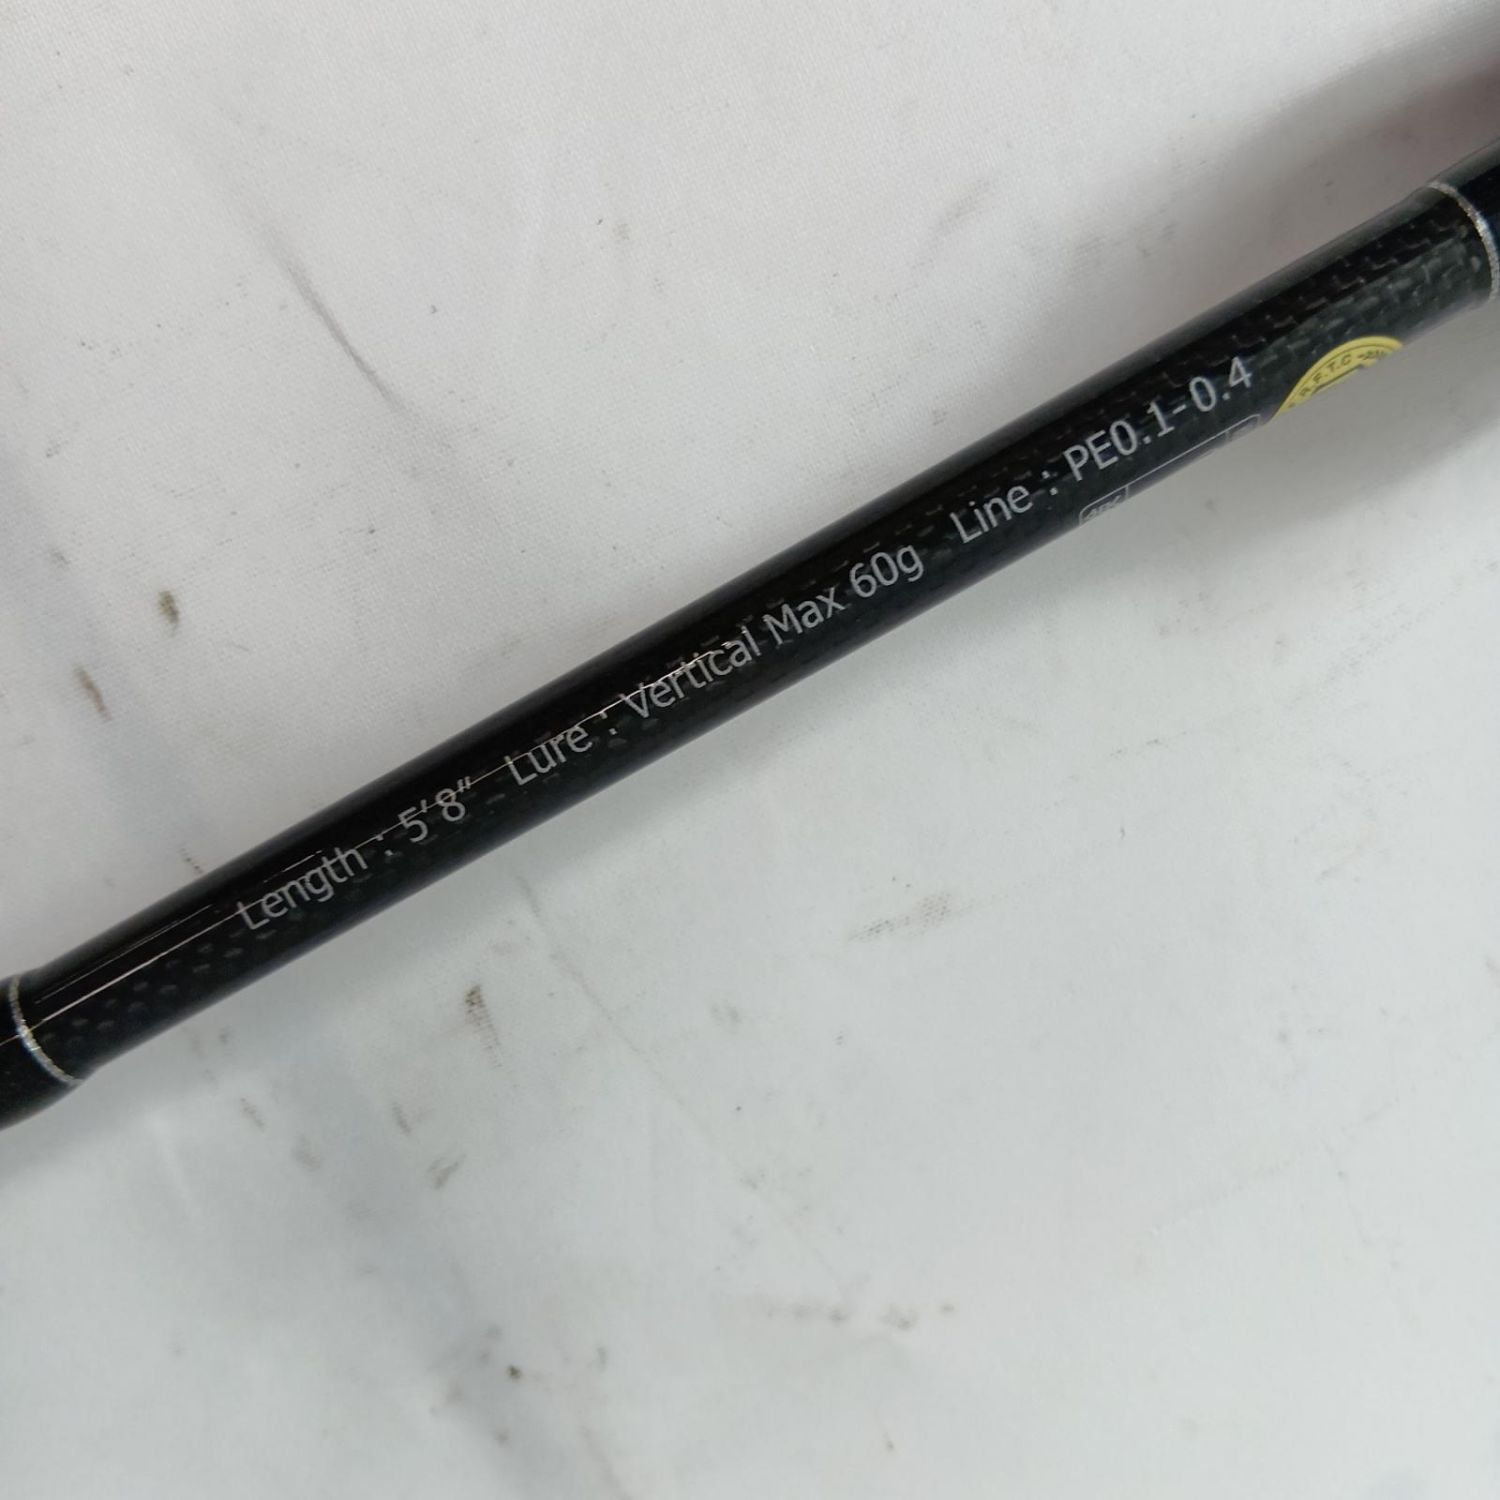 Length : 5'8" Lure : Vertical Max 60g Line : PE0.1-0.4